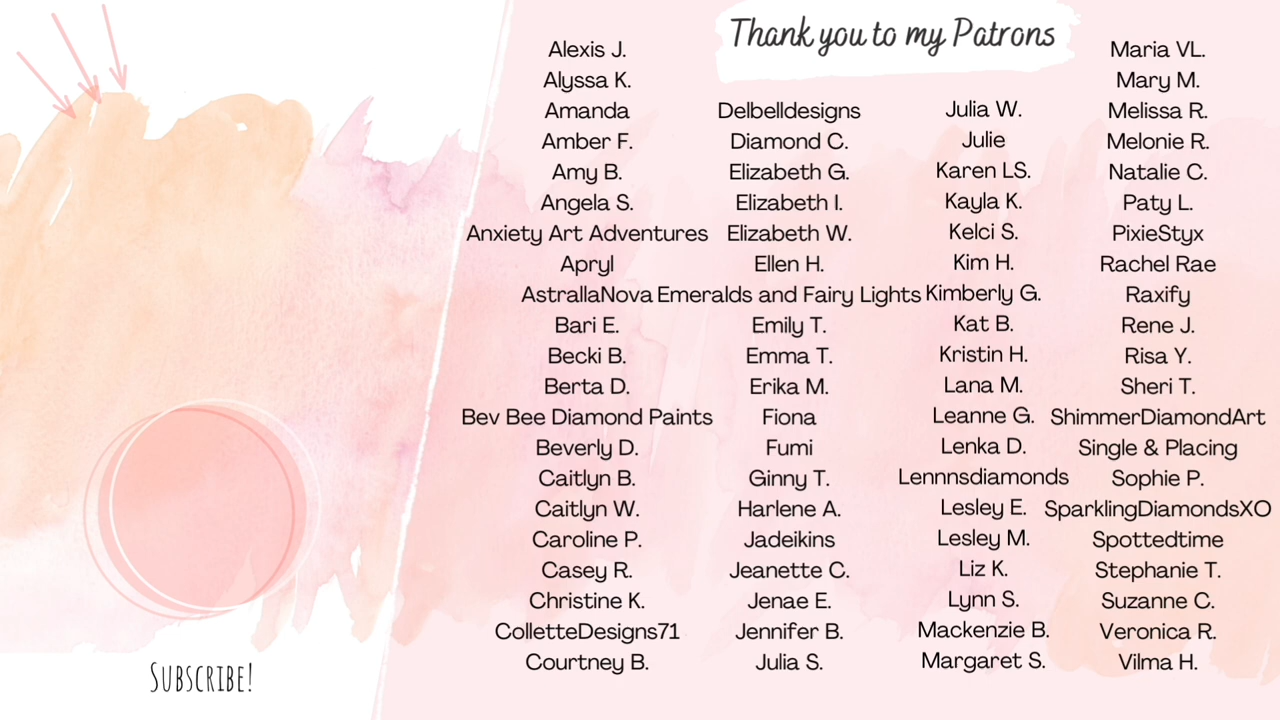 Thank you to my Patrons
Alexis J.
Alyssa K.
Amanda
Amber F.
Amy B.
Angela S.
Anxiety Art Adventures
Apryl
AstrallaNova
Bari E.
Becki B.
Berta D.
Bev Bee Diamond Paints
Beverly D.
Caitlyn B.
Caitlyn W.
Caroline P.
Casey R.
Christine K.
ColletteDesigns71
Courtney B.
Delbelldesigns
Diamond C.
Elizabeth G.
Elizabeth I.
Elizabeth W.
Ellen H.
Emeralds and Fairy Lights
Emily T.
Emma T.
Erika M.
Fiona
Fumi
Ginny T.
Harlene A.
Jadeikins
Jeanette C.
Jenae E.
Jennifer B.
Julia S.
Julia W.
Julie
Karen LS.
Kayla K.
Kelci S.
Kim H.
Kimberly G.
Kat B.
Kristin H.
Lana M.
Leanne G.
Lenka D.
Lennnsdiamonds
Lesley E.
Lesley M.
Liz K.
Lynn S.
Mackenzie B.
Margaret S.
Maria VL.
Mary M.
Melissa R.
Melonie R.
Natalie C.
Paty L.
PixieStyx
Rachel Rae
Raxify
Rene J.
Risa Y.
Sheri T.
ShimmerDiamondArt
Single & Placing
Sophie P.
SparklingDiamondsXO
Spottedtime
Stephanie T.
Suzanne C.
Veronica R.
Vilma H.
Subscribe!